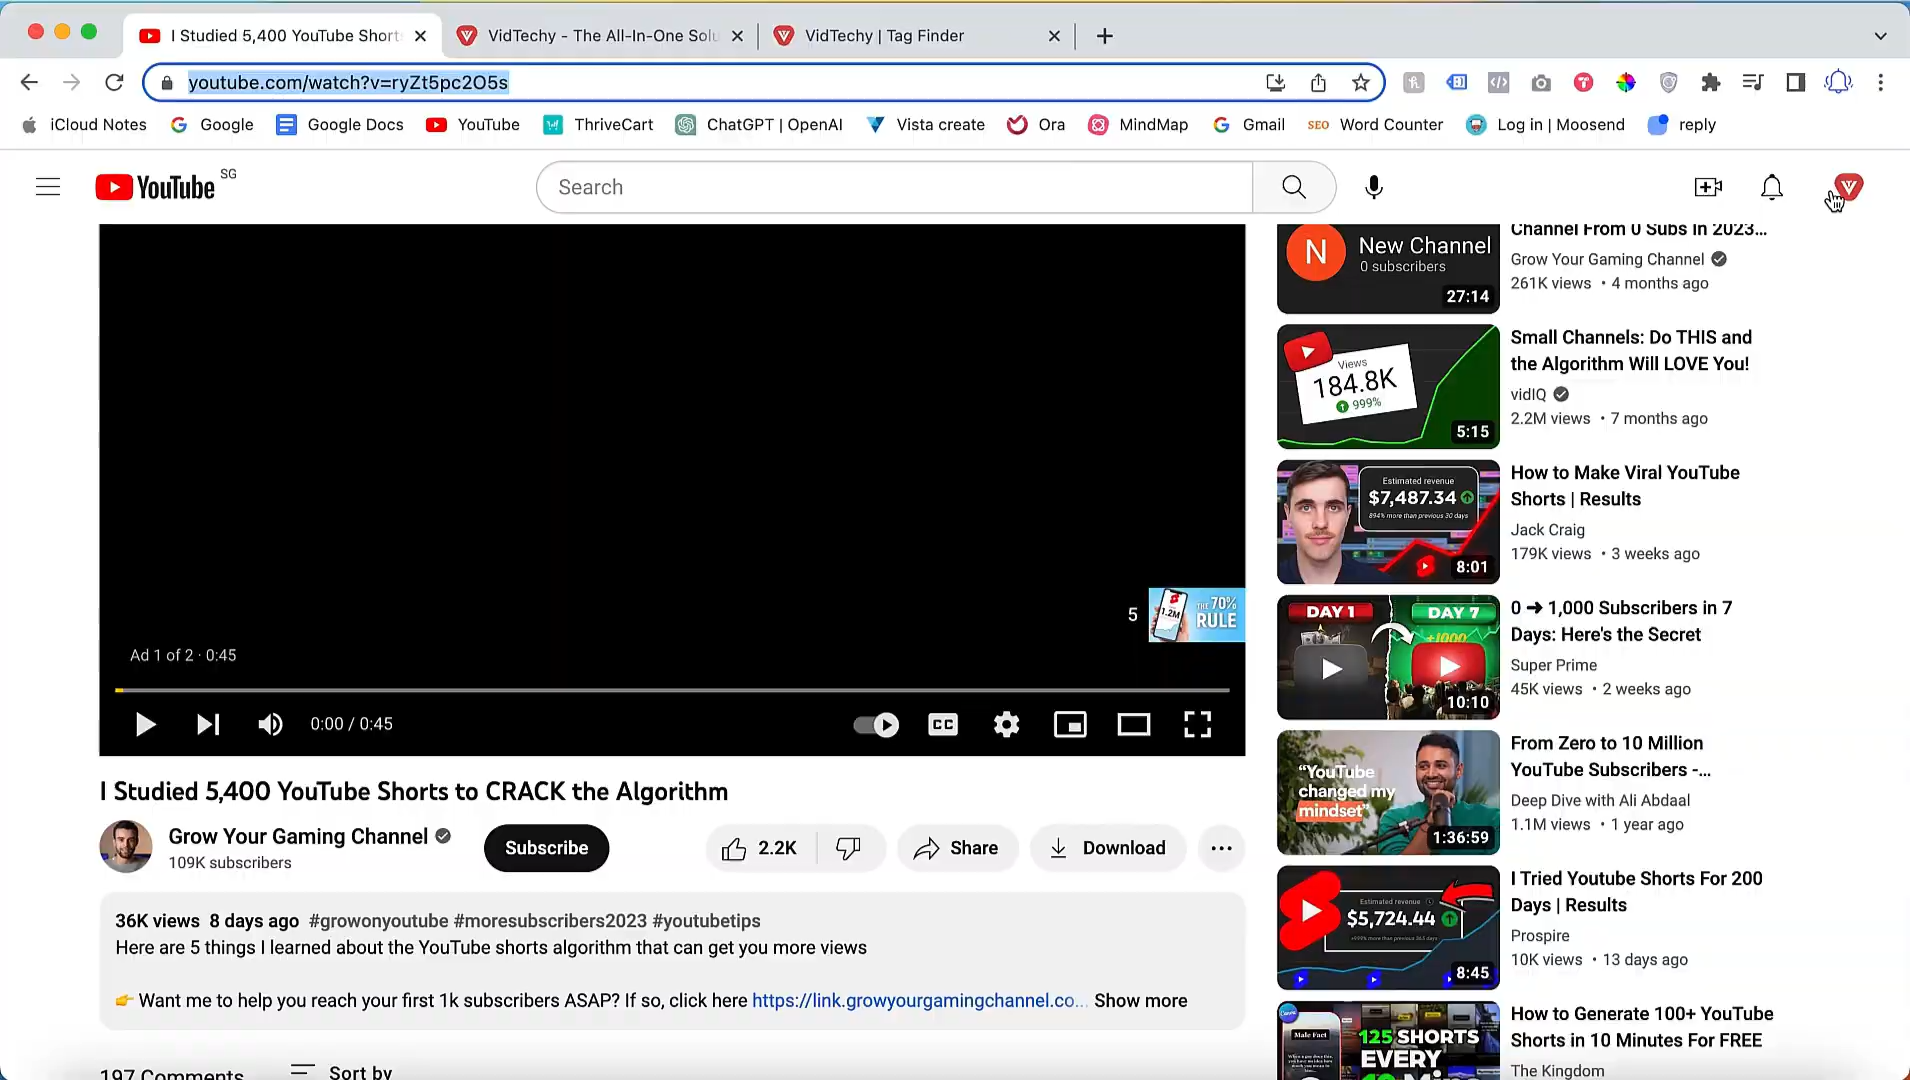 I Studied 5,400 YouTube Short
VidTechy - The All-In-One Solu
VidTechy | Tag Finder
youtube.com/watch?v=ryZt5pc2O5s
iCloud Notes
Google
Google Docs
YouTube
ThriveCart
ChatGPT | OpenAI
Vista create
Ora
MindMap
Gmail
SEO Word Counter
Log in | Moosend
reply
YouTube SG
Search
Ad 1 of 2 · 0:45
5
1.2M
THE 70%
RULE
0:00 / 0:45
CC
I Studied 5,400 YouTube Shorts to CRACK the Algorithm
Grow Your Gaming Channel
109K subscribers
Subscribe
2.2K
Share
Download
36K views 8 days ago #growonyoutube #moresubscribers2023 #youtubetips
Here are 5 things I learned about the YouTube shorts algorithm that can get you more views
👉 Want me to help you reach your first 1k subscribers ASAP? If so, click here https://link.growyourgamingchannel.co... Show more
197 Comments
Sort by
N
New Channel
0 subscribers
27:14
Channel From 0 Subs In 2023...
Grow Your Gaming Channel
261K views • 4 months ago
Views
184.8K
999%
5:15
Small Channels: Do THIS and
the Algorithm Will LOVE You!
vidIQ
2.2M views • 7 months ago
Estimated revenue
$7,487.34
894% more than previous 30 days
8:01
How to Make Viral YouTube
Shorts | Results
Jack Craig
179K views • 3 weeks ago
DAY 1
DAY 7
+1000
10:10
0 ➜ 1,000 Subscribers in 7
Days: Here's the Secret
Super Prime
45K views • 2 weeks ago
“YouTube
changed my
mindset”
1:36:59
From Zero to 10 Million
YouTube Subscribers -...
Deep Dive with Ali Abdaal
1.1M views • 1 year ago
Estimated revenue
$5,724.44
8:45
I Tried Youtube Shorts For 200
Days | Results
Prospire
10K views • 13 days ago
Canva
Male Fact
125 SHORTS
EVERY
How to Generate 100+ YouTube
Shorts in 10 Minutes For FREE
The Kingdom